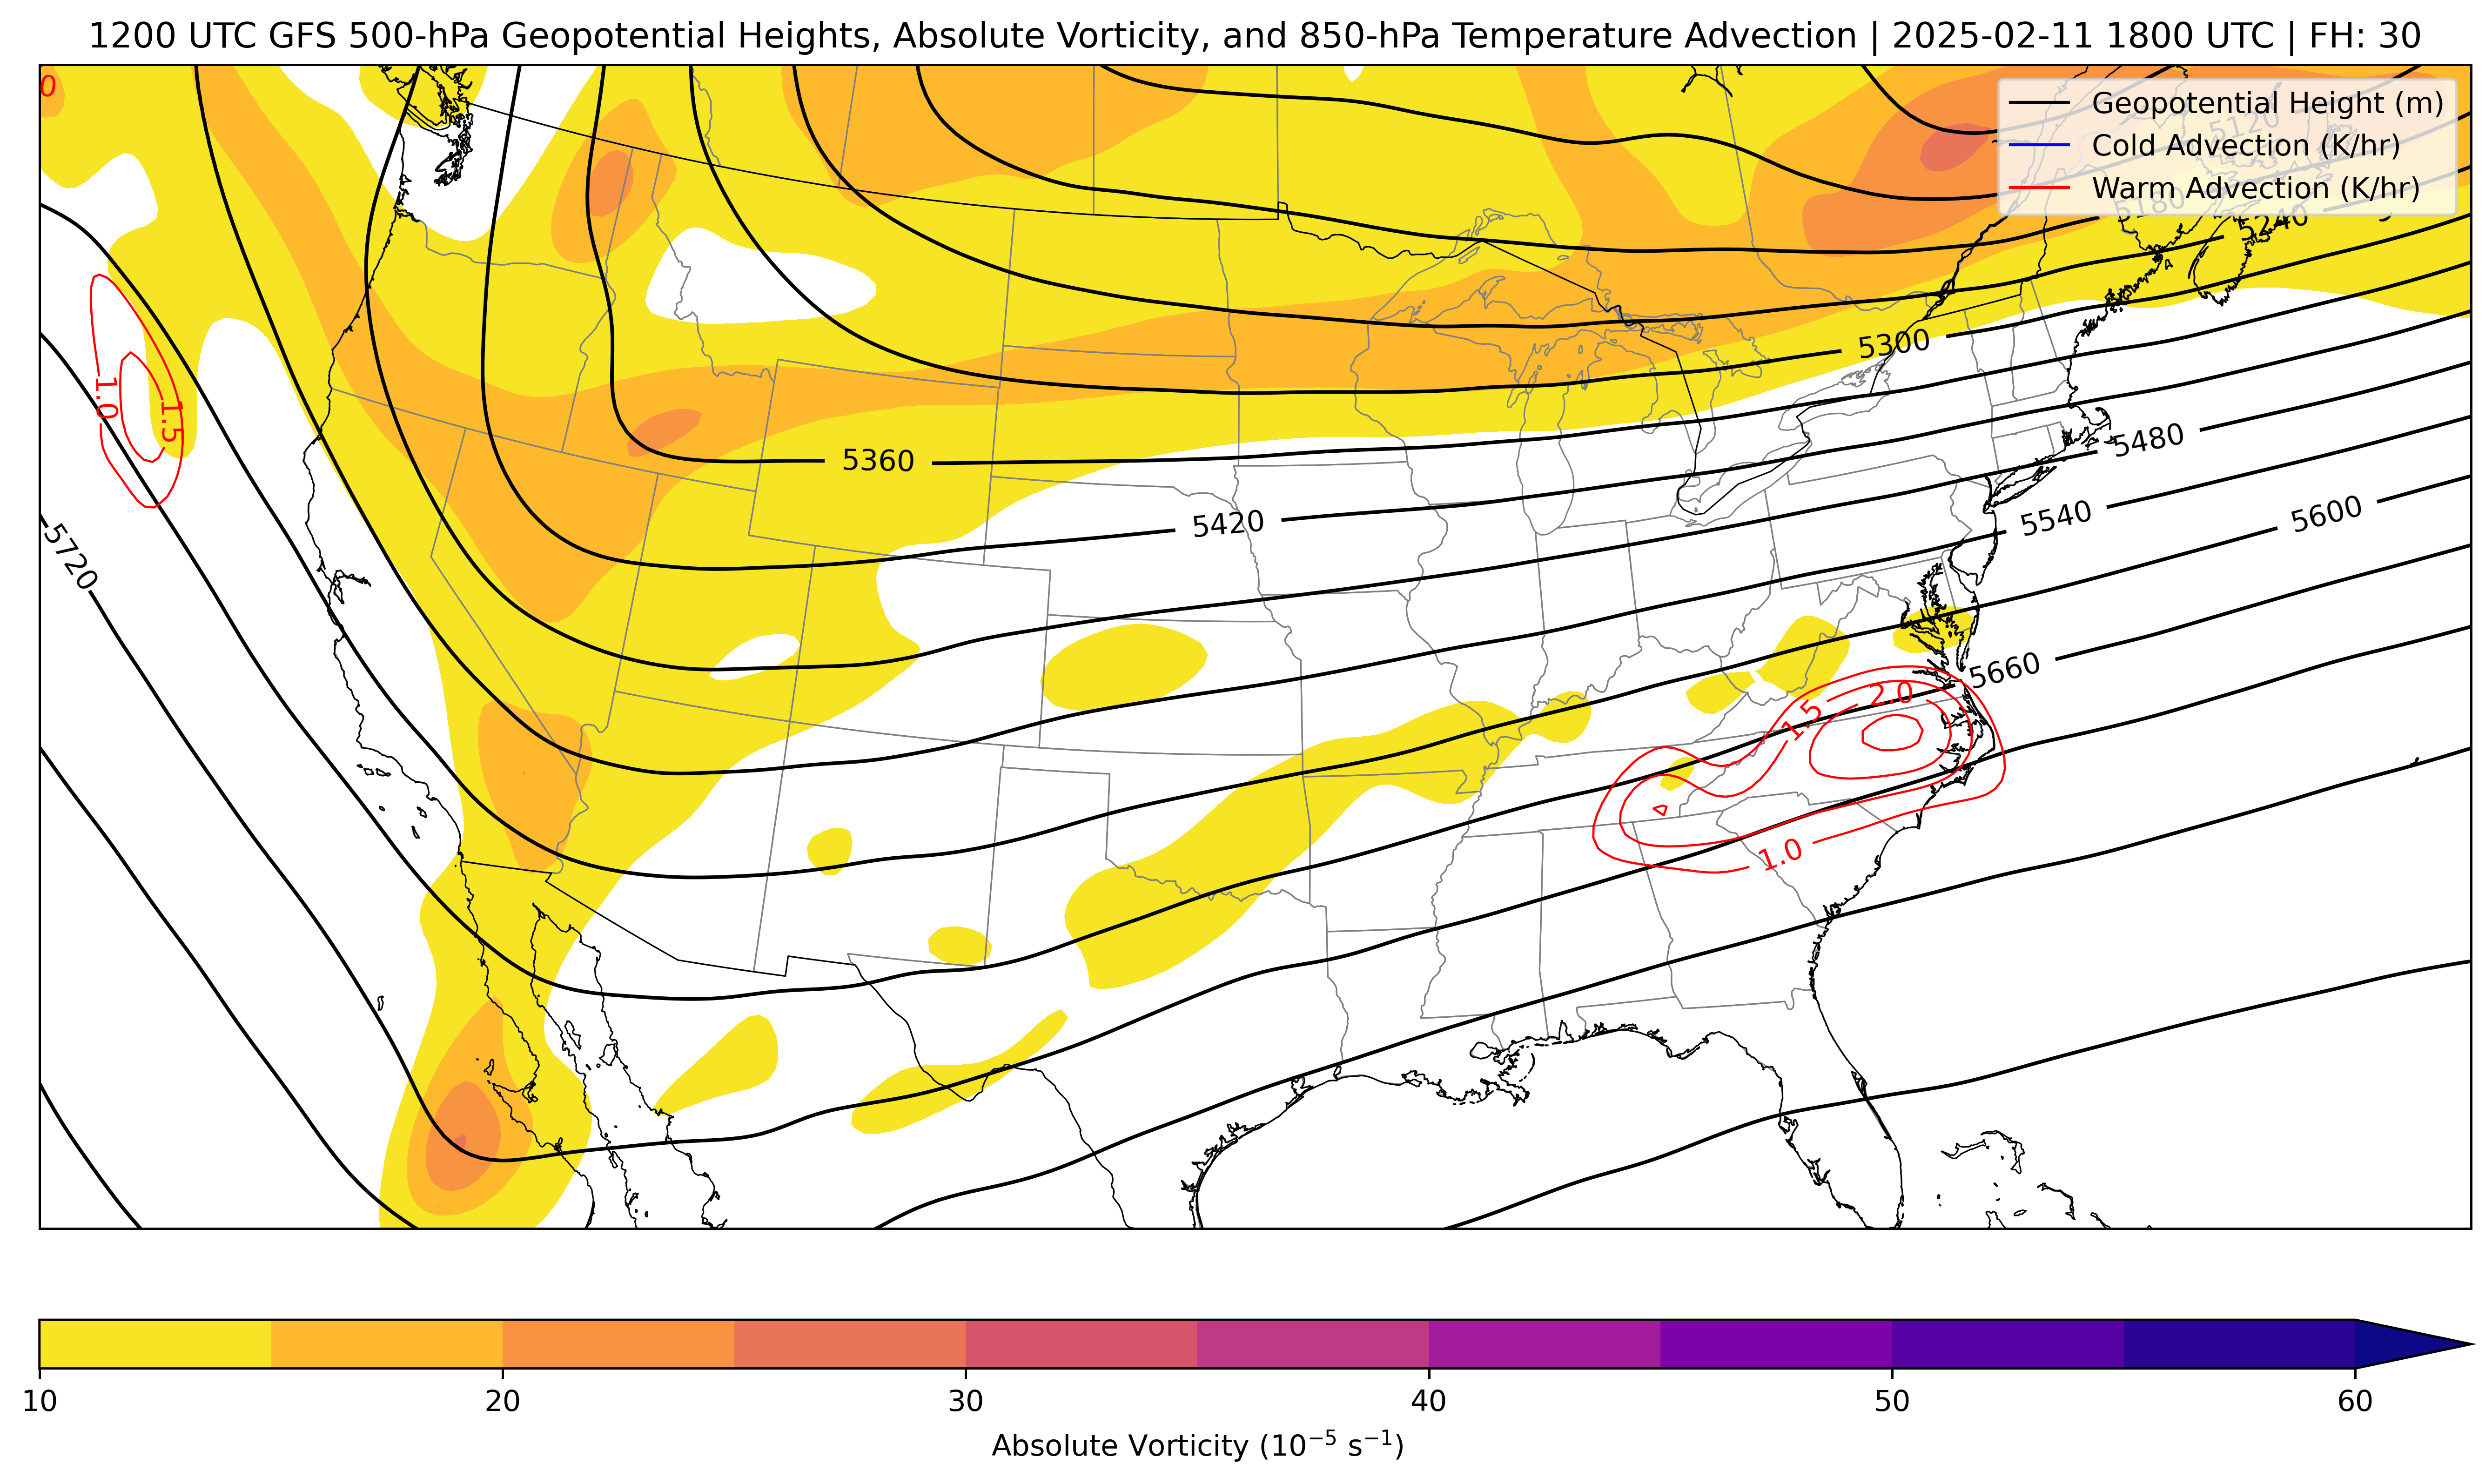 1200 UTC GFS 500-hPa Geopotential Heights, Absolute Vorticity, and 850-hPa Temperature Advection | 2025-02-11 1800 UTC | FH: 30
0
Geopotential Height (m)
Cold Advection (K/hr)
Warm Advection (K/hr)
5120
5180
5240
5300
1.0
1.5
5360
5480
5420
5540
5600
5720
5660
2.0
1.5
1.0
10 20 30 40 50 60
Absolute Vorticity (10⁻⁵ s⁻¹)